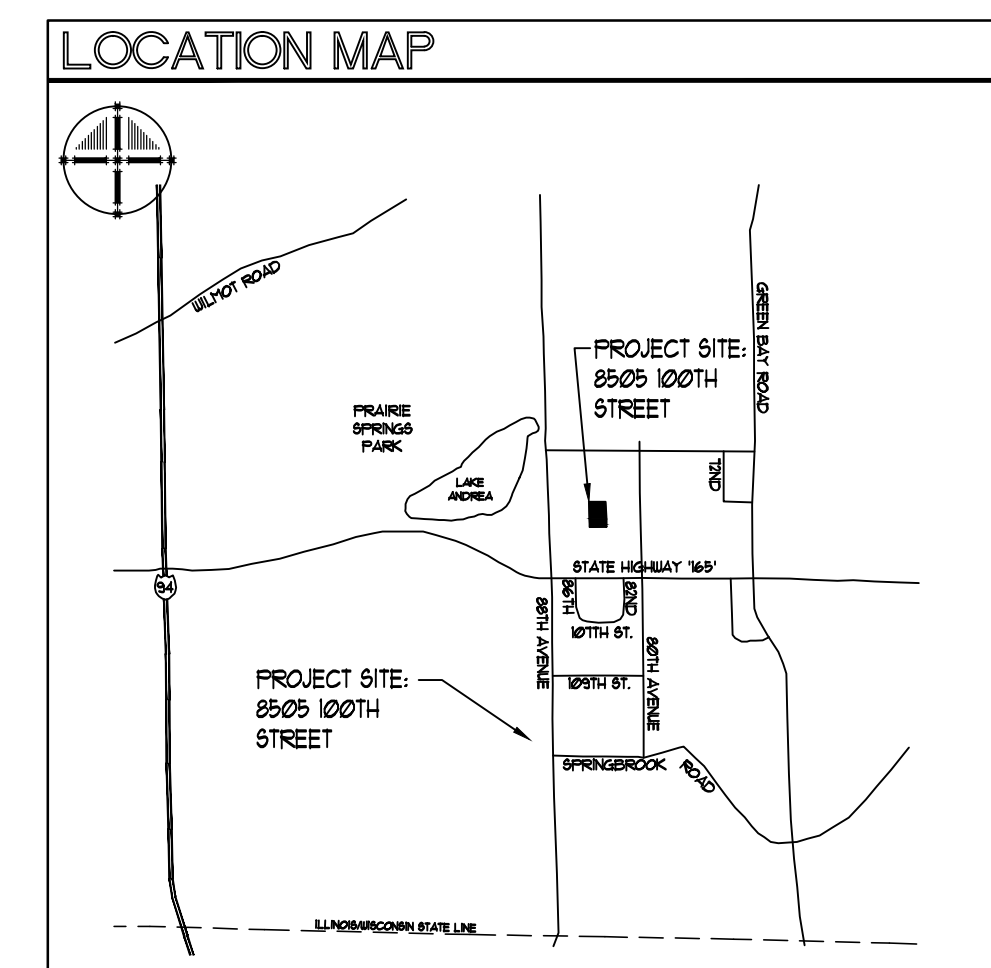 LOCATION MAP
WILMOT ROAD
GREEN BAY ROAD
PROJECT SITE:
8505 100TH
STREET
PRAIRIE
SPRINGS
PARK
LAKE
ANDREA
72ND
STATE HIGHWAY '165'
94
86TH
82ND
88TH AVENUE
107TH ST.
80TH AVENUE
109TH ST.
PROJECT SITE:
8505 100TH
STREET
SPRINGBROOK ROAD
ILLINOIS/WISCONSIN STATE LINE